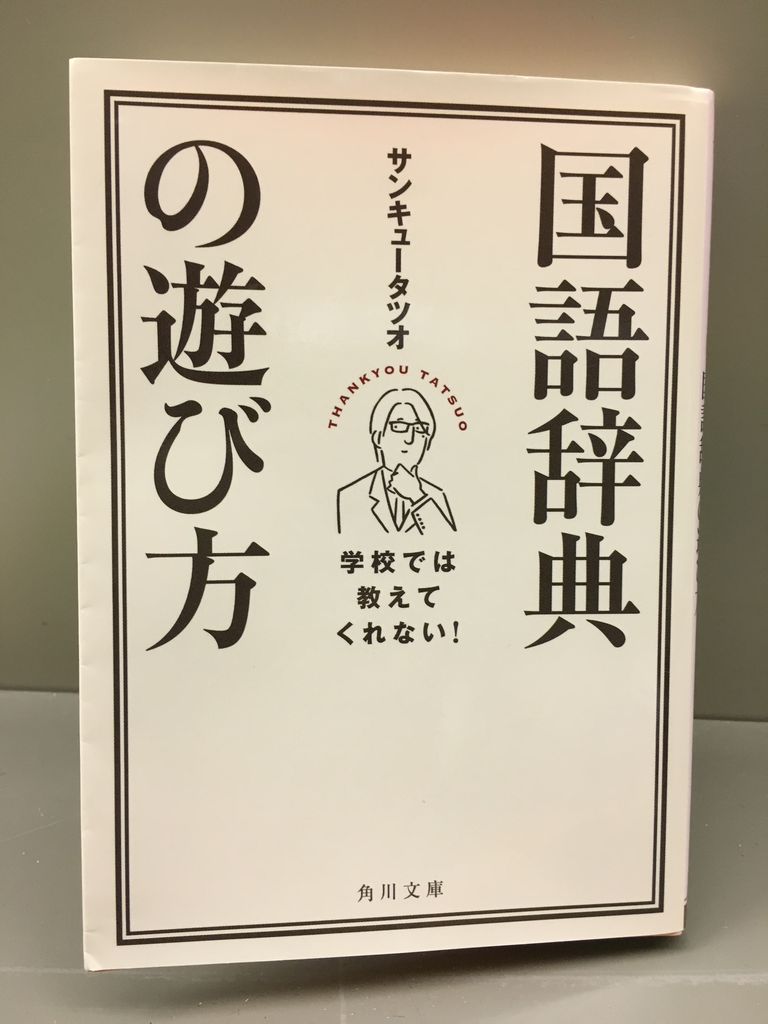 国語辞典
の遊び方
サンキュータツオ
THANKYOU TATSUO
学校では
教えて
くれない!
角川文庫